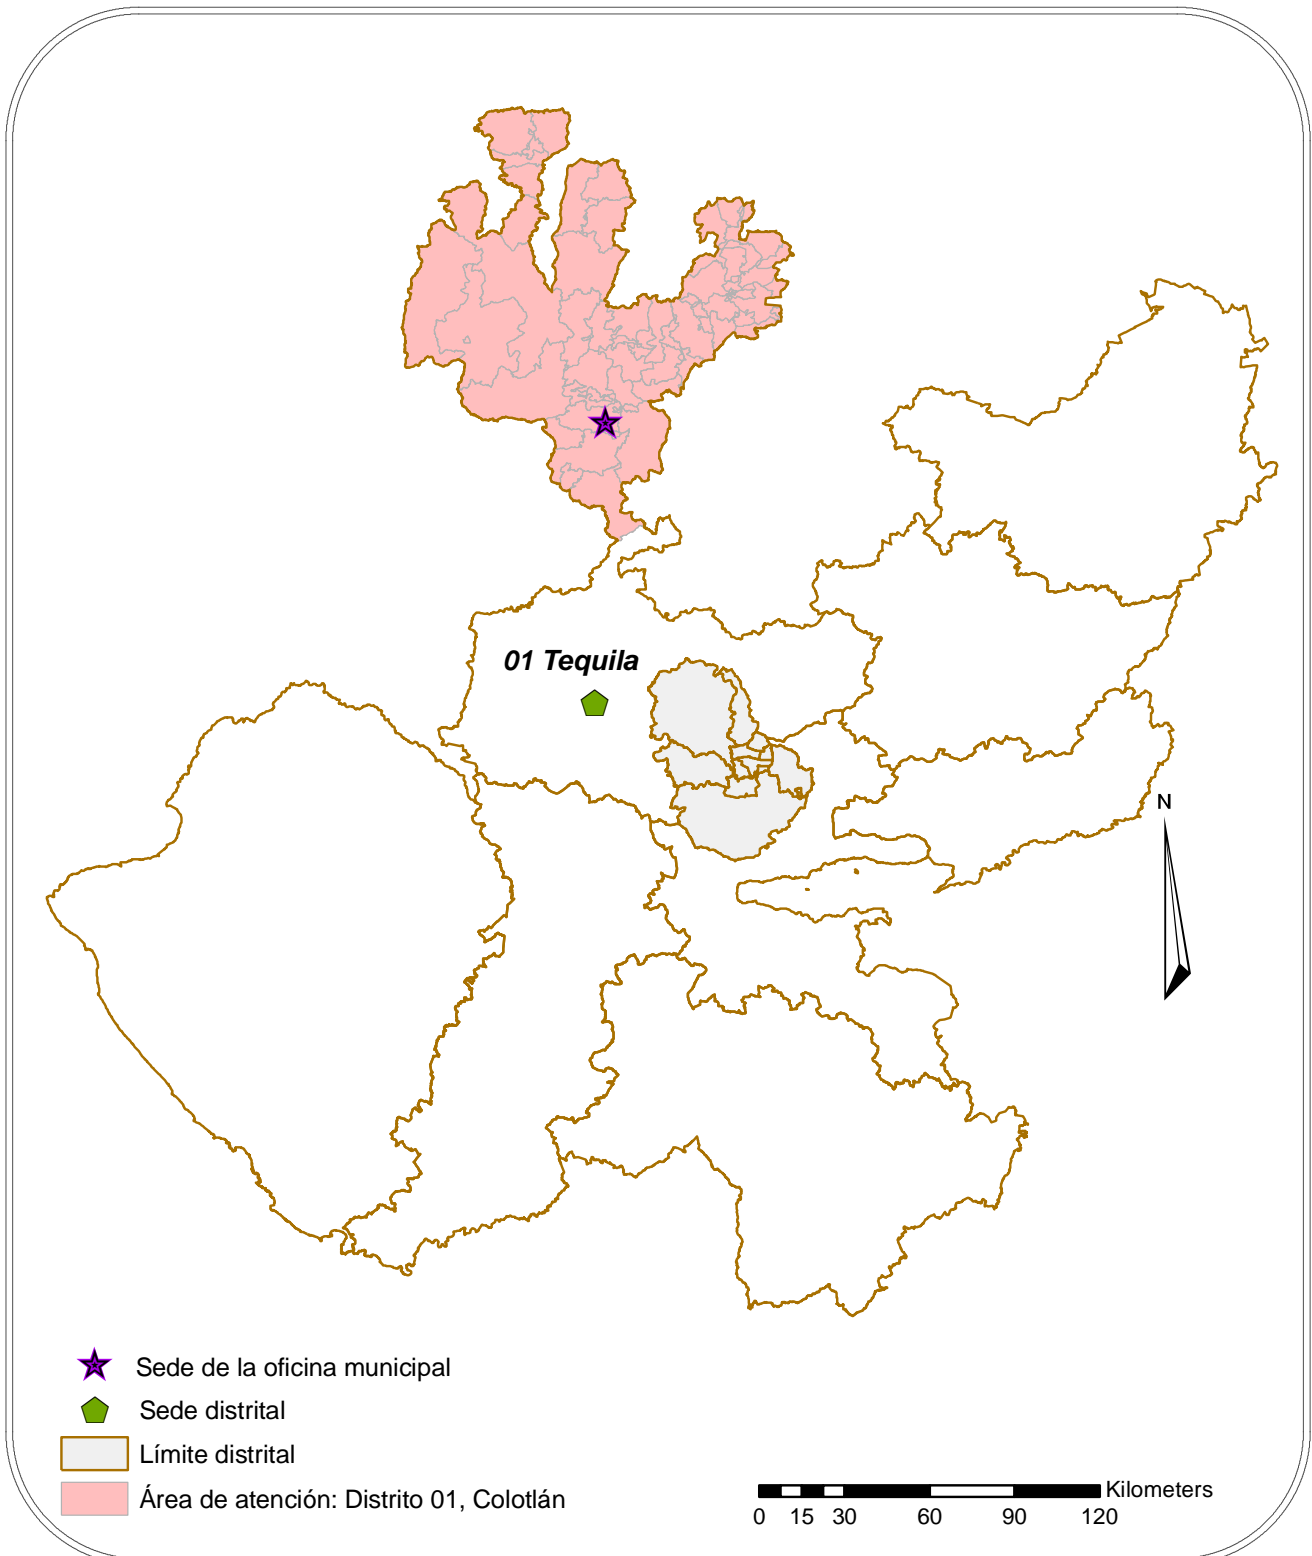 01 Tequila
N
Sede de la oficina municipal
Sede distrital
Límite distrital
Área de atención: Distrito 01, Colotlán
Kilometers
0 15 30 60 90 120